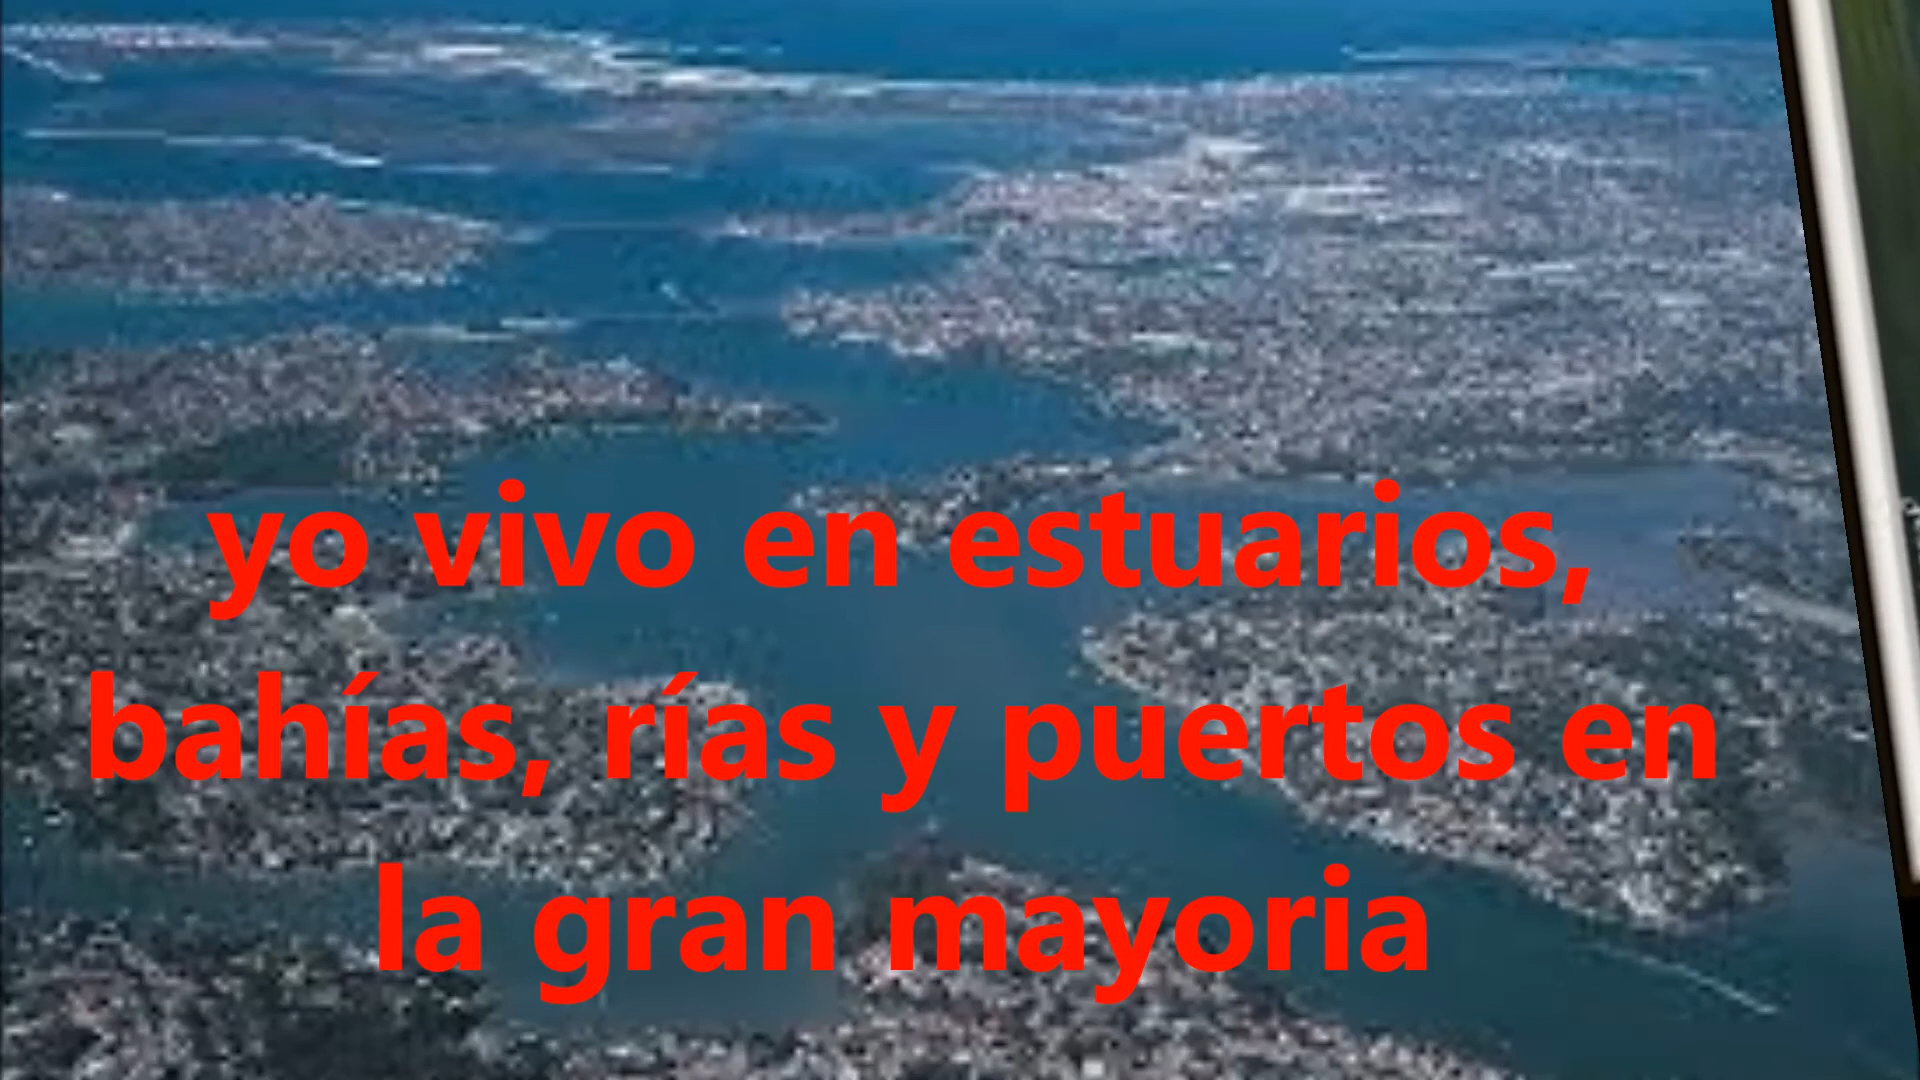 yo vivo en estuarios,
bahías, rías y puertos en
la gran mayoria